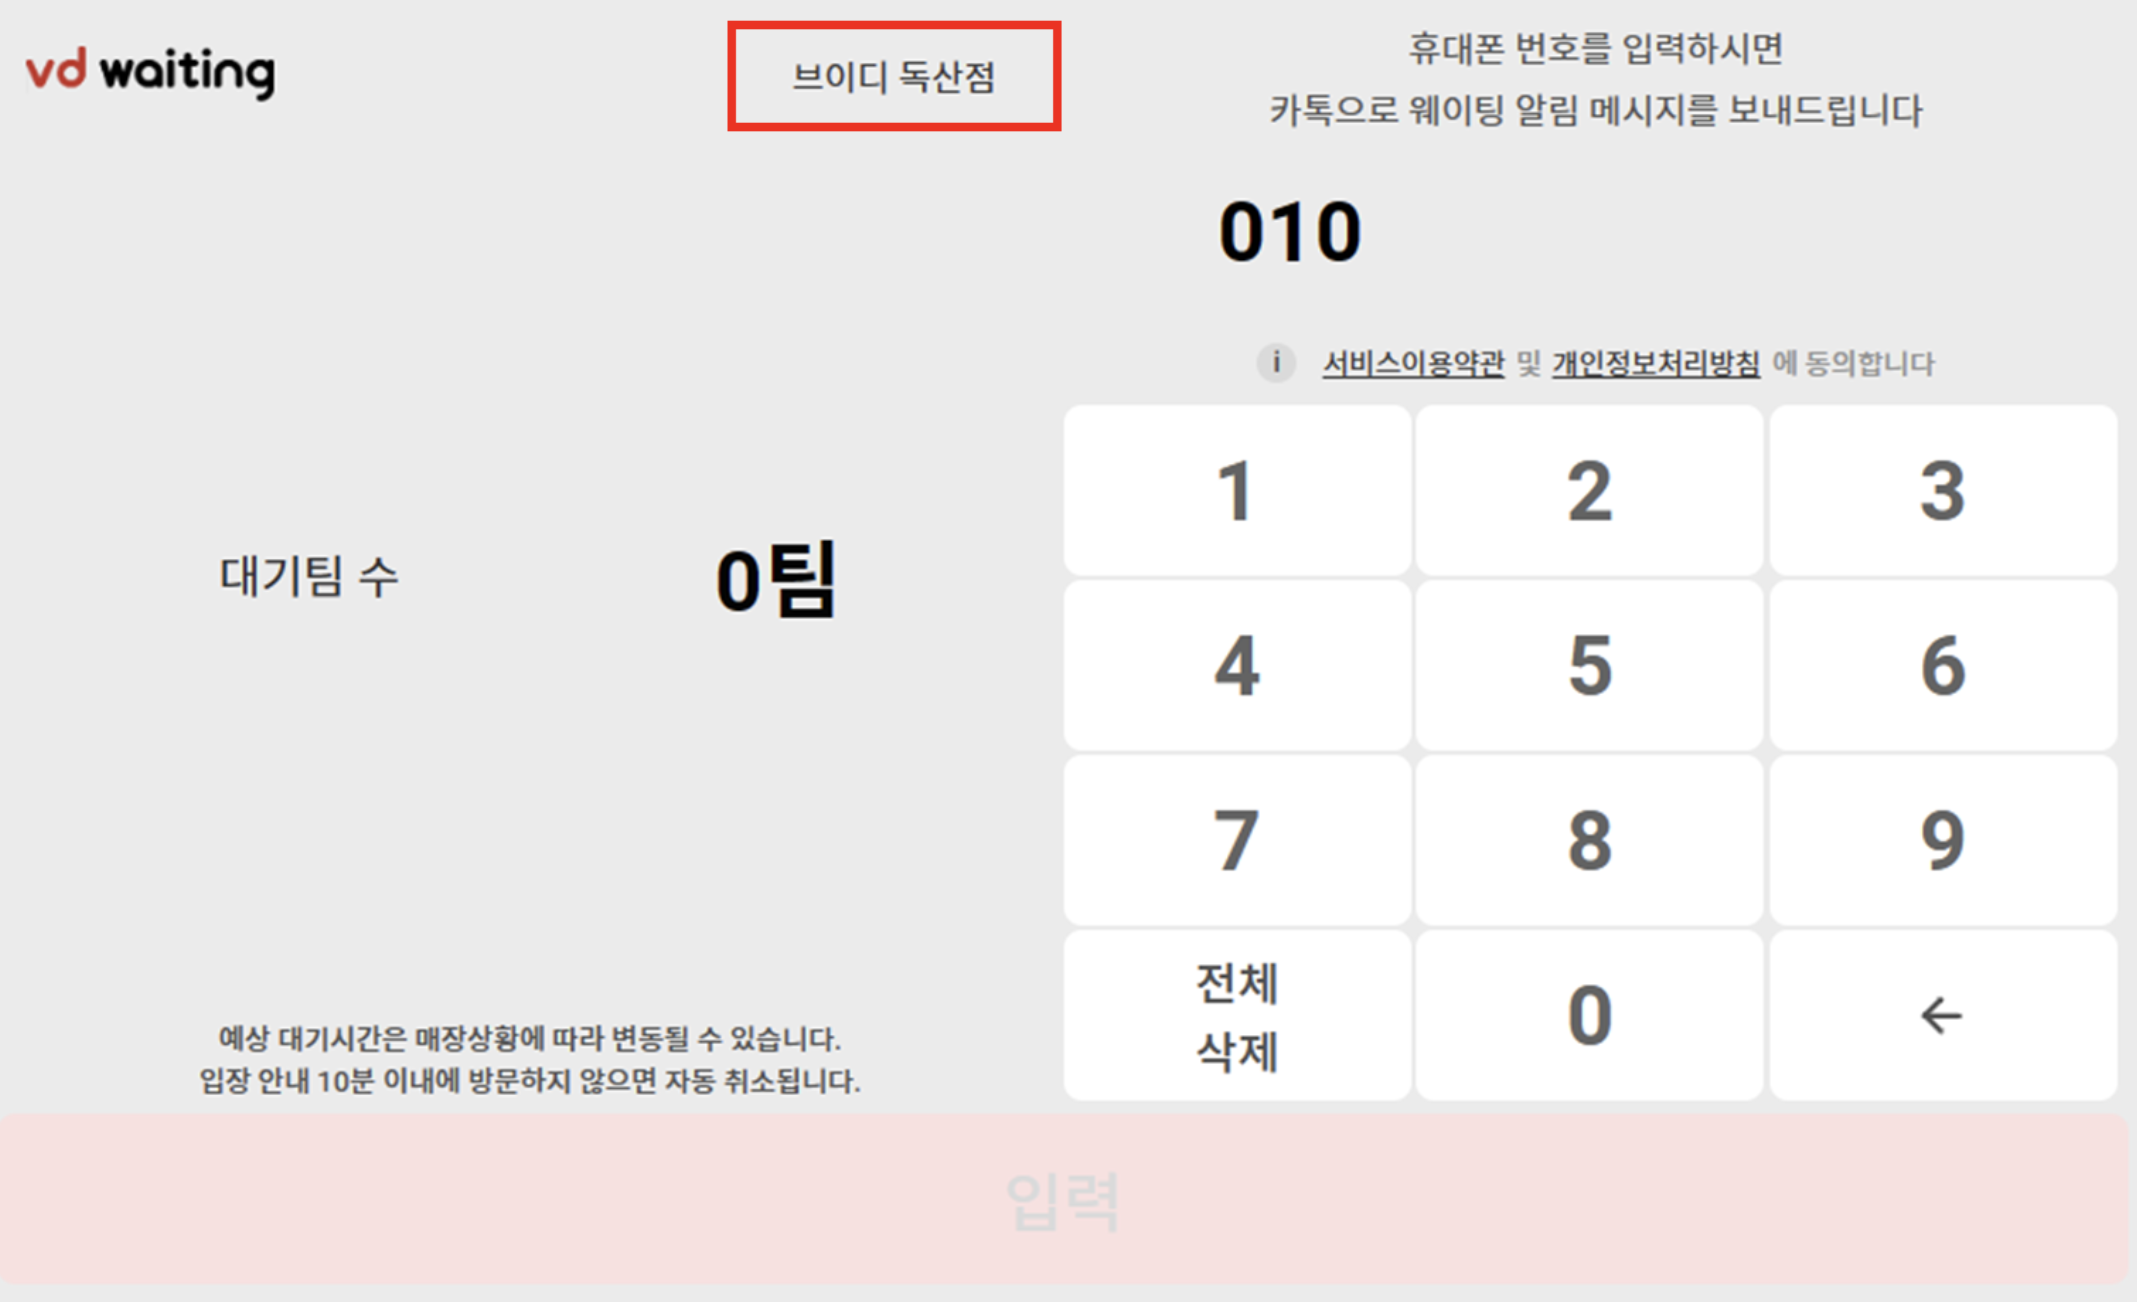 vd waiting
브이디 독산점
휴대폰 번호를 입력하시면
카톡으로 웨이팅 알림 메시지를 보내드립니다
010
i 서비스이용약관 및 개인정보처리방침 에 동의합니다
대기팀 수 0팀
1 2 3
4 5 6
7 8 9
전체
삭제
0 ←
예상 대기시간은 매장상황에 따라 변동될 수 있습니다.
입장 안내 10분 이내에 방문하지 않으면 자동 취소됩니다.
입력